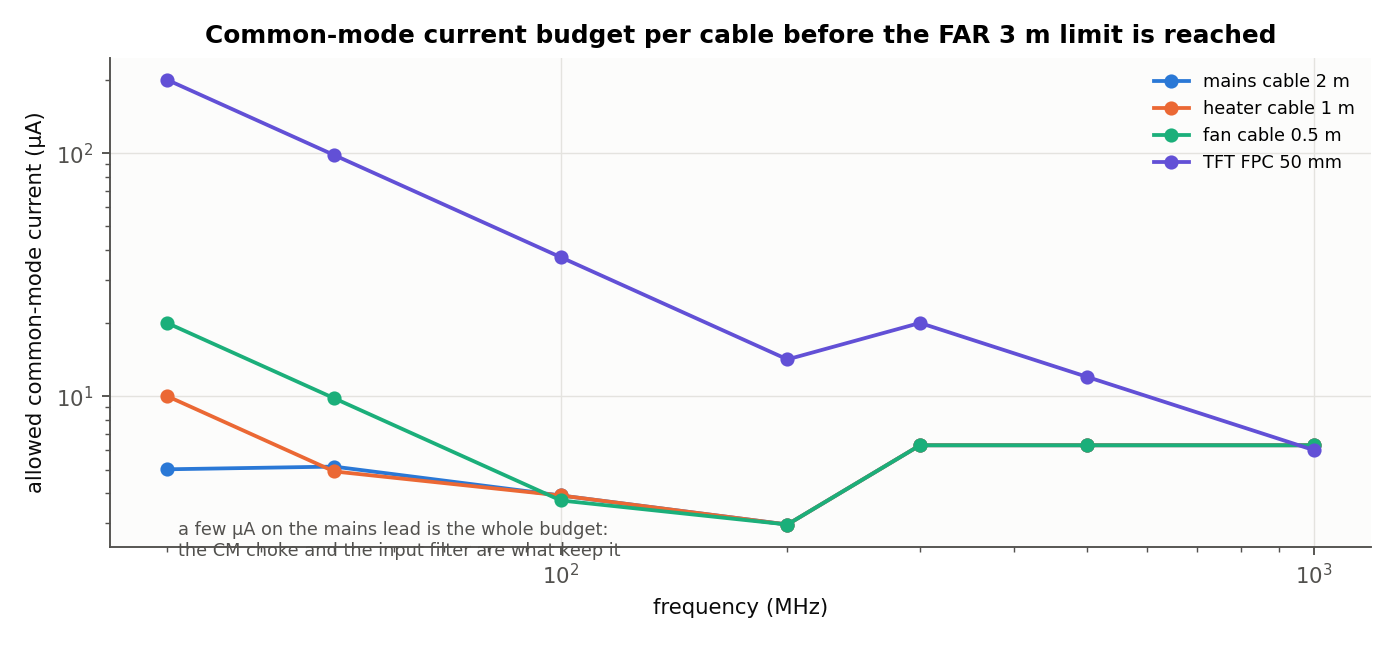 Common-mode current budget per cable before the FAR 3 m limit is reached
allowed common-mode current (µA)
10²
10¹
mains cable 2 m
heater cable 1 m
fan cable 0.5 m
TFT FPC 50 mm
a few µA on the mains lead is the whole budget:
the CM choke and the input filter are what keep it
10²
10³
frequency (MHz)